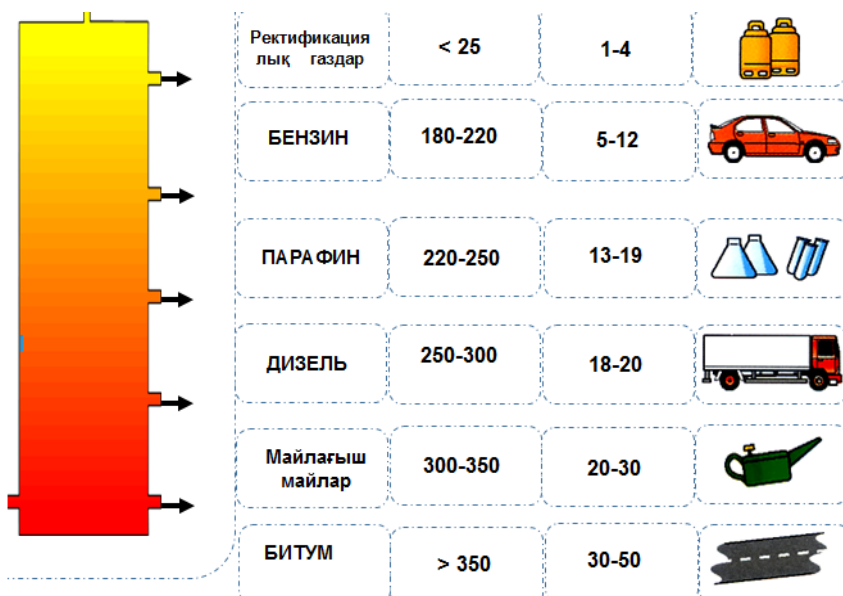 Ректификация
лық газдар
< 25
1-4
БЕНЗИН
180-220
5-12
ПАРАФИН
220-250
13-19
ДИЗЕЛЬ
250-300
18-20
Майлағыш
майлар
300-350
20-30
БИТУМ
> 350
30-50